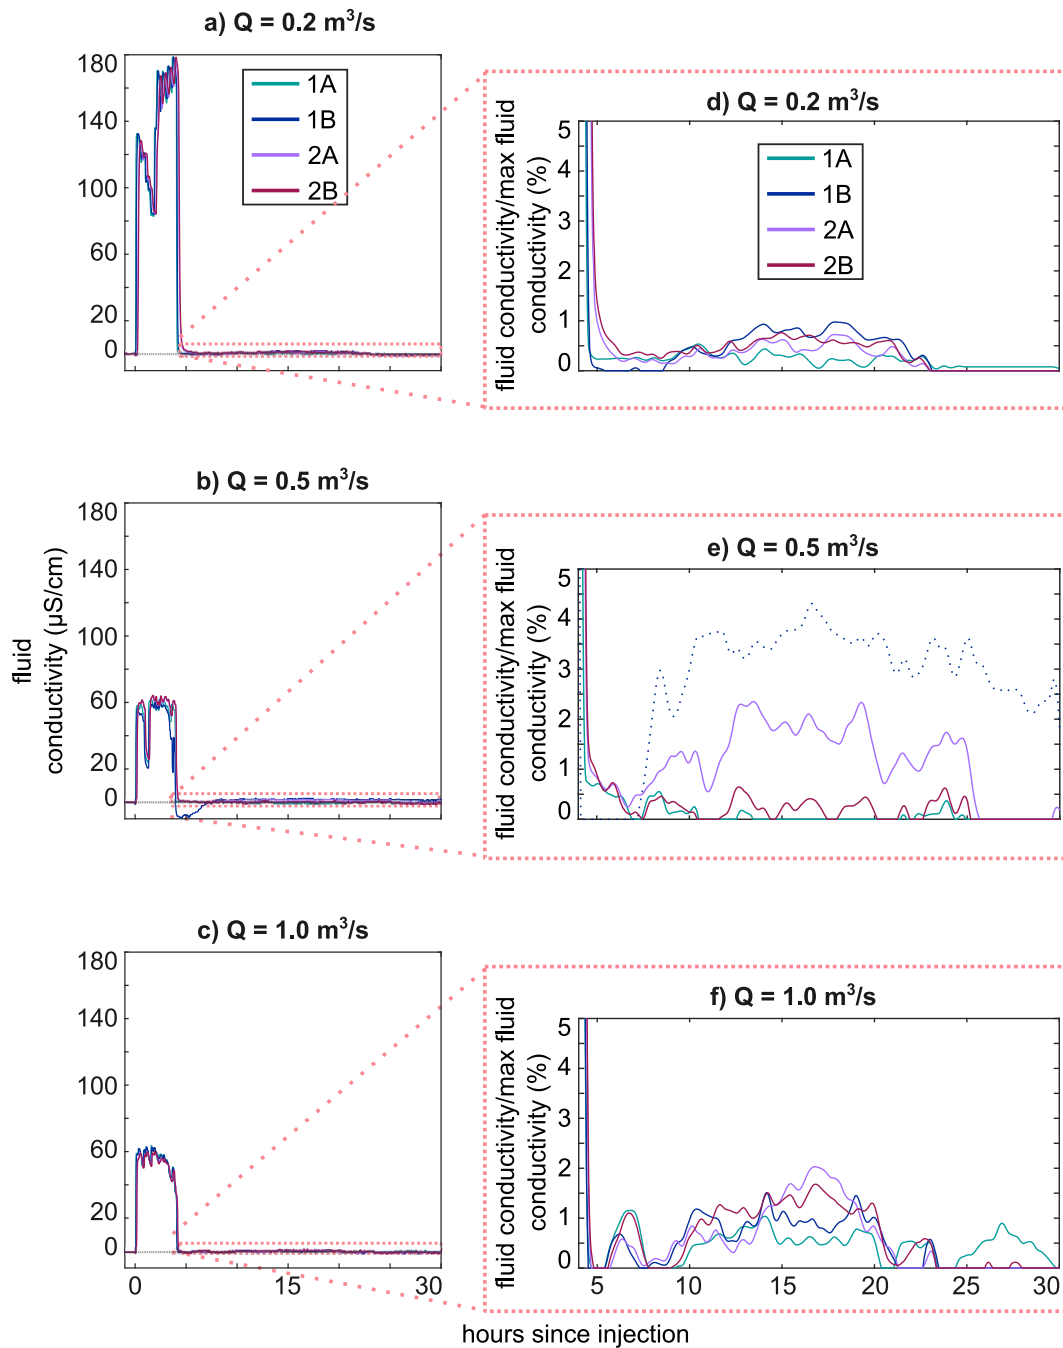 a) Q = 0.2 m³/s
180
140
100
60
20
0
1A
1B
2A
2B
d) Q = 0.2 m³/s
fluid conductivity/max fluid
conductivity (%)
5
4
3
2
1
0
1A
1B
2A
2B
b) Q = 0.5 m³/s
fluid
conductivity (µS/cm)
180
140
100
60
20
0
e) Q = 0.5 m³/s
fluid conductivity/max fluid
conductivity (%)
5
4
3
2
1
0
c) Q = 1.0 m³/s
180
140
100
60
20
0
0 15 30
f) Q = 1.0 m³/s
fluid conductivity/max fluid
conductivity (%)
5
4
3
2
1
0
5 10 15 20 25 30
hours since injection